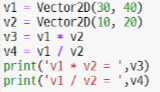 v1 = Vector2D(30, 40)
v2 = Vector2D(10, 20)
v3 = v1 * v2
v4 = v1 / v2
print('v1 * v2 = ',v3)
print('v1 / v2 = ',v4)